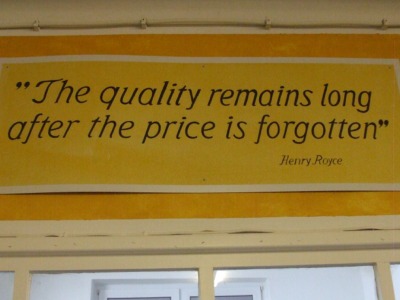 "The quality remains long
after the price is forgotten"
Henry Royce